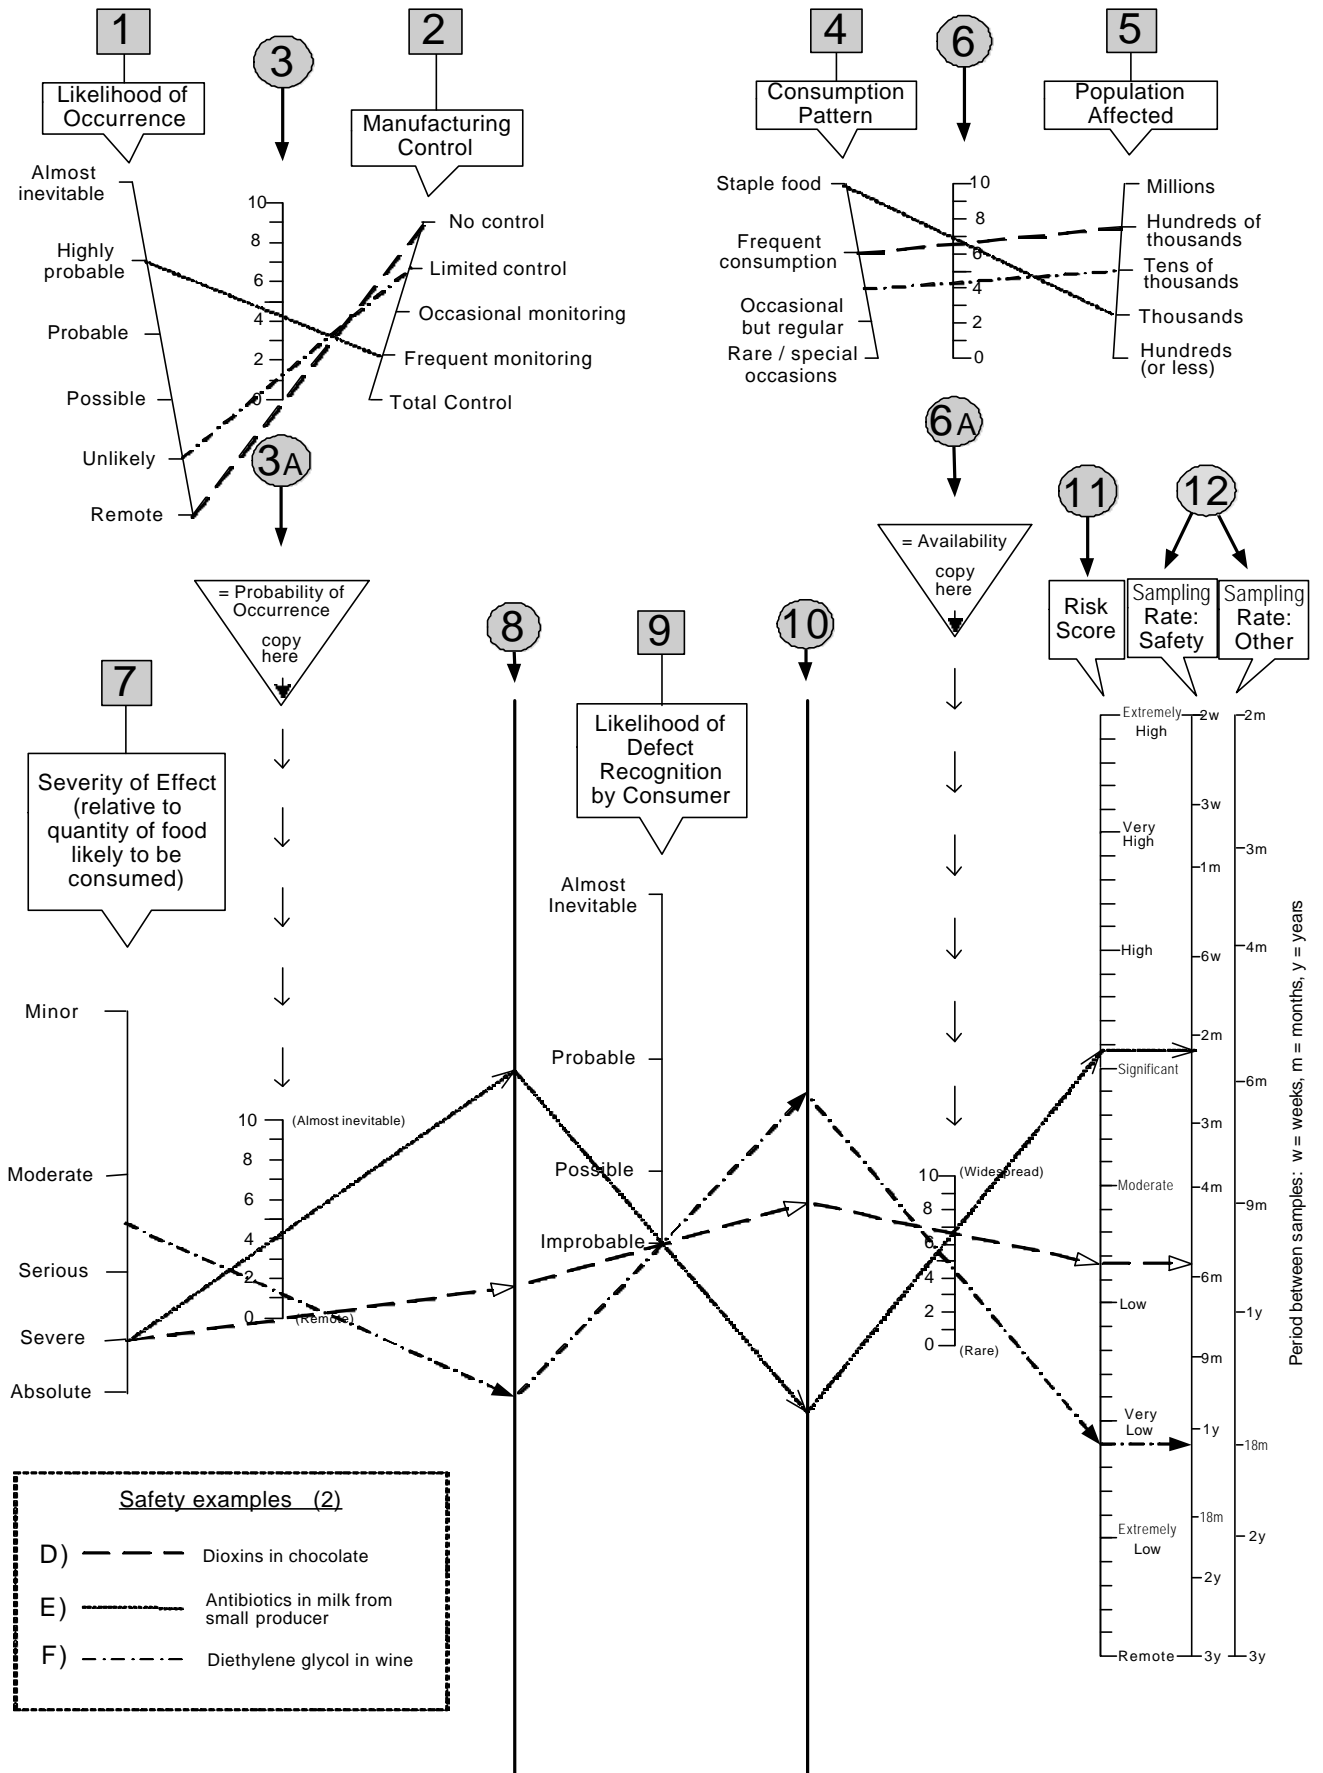 1
3
2
4
6
5
Likelihood of
Occurrence
Manufacturing
Control
Consumption
Pattern
Population
Affected
Almost
inevitable
Highly
probable
Probable
Possible
Unlikely
Remote
10
8
6
4
2
0
No control
Limited control
Occasional monitoring
Frequent monitoring
Total Control
Staple food
Frequent
consumption
Occasional
but regular
Rare / special
occasions
10
8
6
4
2
0
Millions
Hundreds of
thousands
Tens of
thousands
Thousands
Hundreds
(or less)
3A
6A
11
12
= Probability of
Occurrence
copy
here
= Availability
copy
here
Risk
Score
Sampling
Rate:
Safety
Sampling
Rate:
Other
7
8
9
10
Severity of Effect
(relative to
quantity of food
likely to be
consumed)
Likelihood of
Defect
Recognition
by Consumer
Minor
Moderate
Serious
Severe
Absolute
10 (Almost inevitable)
8
6
4
2
0 (Remote)
Almost
Inevitable
Probable
Possible
Improbable
10 (Widespread)
8
6
4
2
0 (Rare)
Extremely
High
Very
High
High
Significant
Moderate
Low
Very
Low
Extremely
Low
Remote
2w
3w
1m
6w
2m
3m
4m
6m
9m
1y
18m
2y
3y
2m
3m
4m
6m
9m
1y
18m
2y
3y
Period between samples: w = weeks, m = months, y = years
Safety examples (2)
D) Dioxins in chocolate
E) Antibiotics in milk from
small producer
F) Diethylene glycol in wine